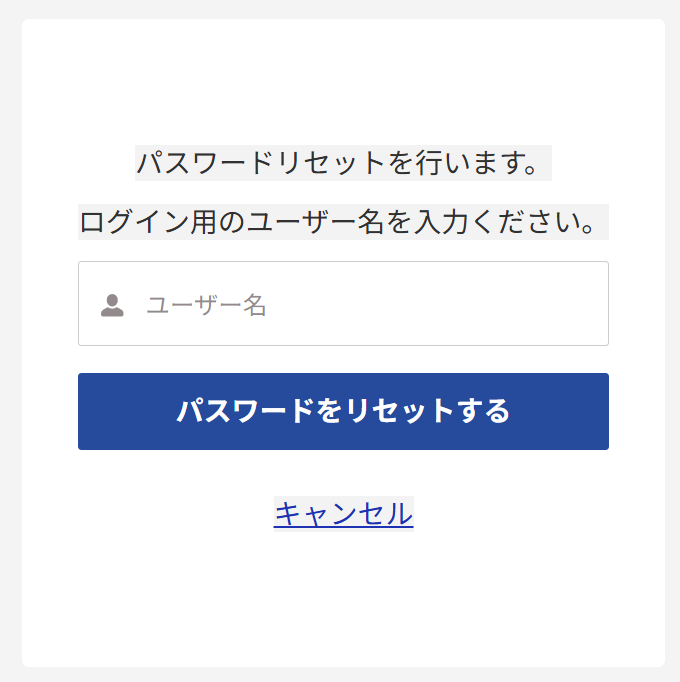 パスワードリセットを行います。
ログイン用のユーザー名を入力ください。
ユーザー名
パスワードをリセットする
キャンセル